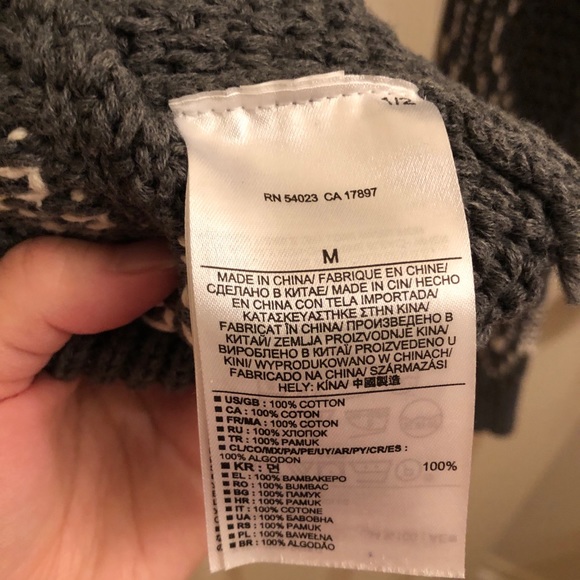 1/2
RN 54023 CA 17897
M
MADE IN CHINA/ FABRIQUE EN CHINE/
СДЕЛАНО В КИТАЕ/ MADE IN CHINA/ HECHO
EN CHINA CON TELA IMPORTADA/
ΚΑΤΑΣΚΕΥΑΣΤΗΚΕ ΣΤΗΝ ΚΙΝΑ/
FABRICAT ÎN CHINA/ ПРОИЗВЕДЕНО В
КИТАЙ/ ZEMLJA PROIZVODNJE KINA/
ВИРОБЛЕНО В КИТАЇ/ PROIZVEDENO U
KINI/ WYPRODUKOWANO W CHINACH/
FABRICADO NA CHINA/ SZÁRMAZÁSI
HELY: KÍNA/ 中國製造
US/GB : 100% COTTON
CA : 100% COTON
FR/MA : 100% COTON
RU : 100% ХЛОПОК
TR : 100% PAMUK
CL/CO/MX/PA/PE/UY/AR/PY/CR/ES :
100% ALGODON
KR : 면 100%
EL : 100% ΒΑΜΒΑΚΕΡΟ
RO : 100% BUMBAC
BG : 100% ПАМУК
HR : 100% PAMUK
IT : 100% COTONE
UA : 100% БАВОВНА
RS : 100% PAMUK
PL : 100% BAWEŁNA
BR : 100% ALGODÃO